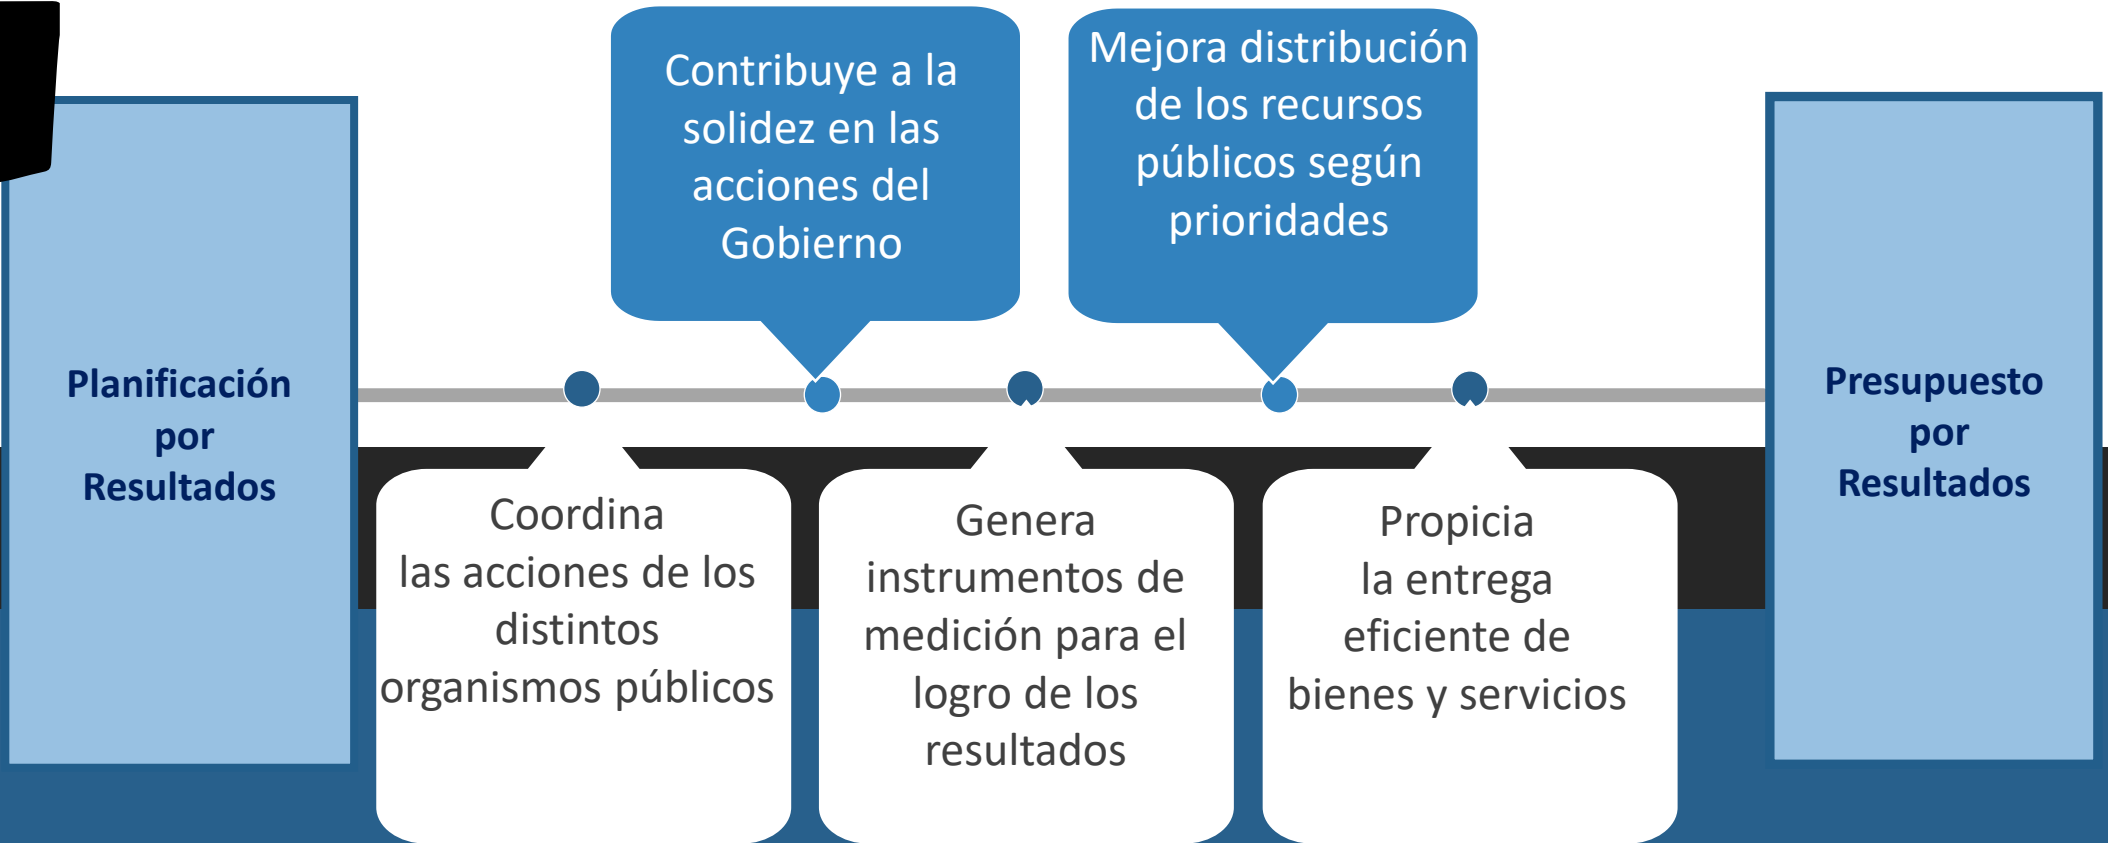 Planificación
por
Resultados
Contribuye a la
solidez en las
acciones del
Gobierno
Mejora distribución
de los recursos
públicos según
prioridades
Coordina
las acciones de los
distintos
organismos públicos
Genera
instrumentos de
medición para el
logro de los
resultados
Propicia
la entrega
eficiente de
bienes y servicios
Presupuesto
por
Resultados